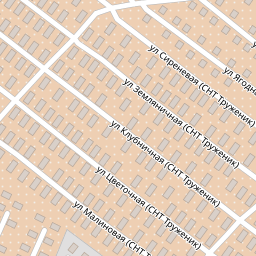 ул Сиреневая (СНТ Труженик)
ул Ягодна
ул Земляничная (СНТ Труженик)
ул Клубничная (СНТ Труженик)
ул Цветочная (СНТ Труженик)
ул Малиновая (СНТ Т